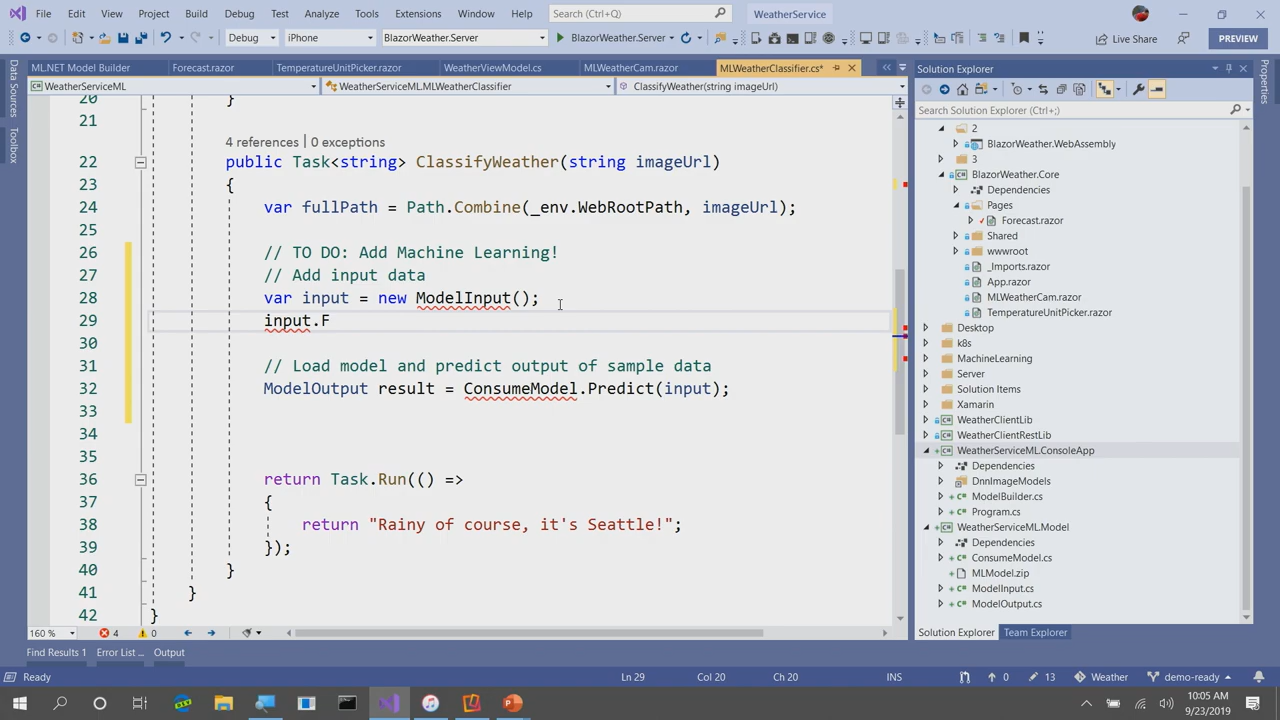 File Edit View Project Build Debug Test Analyze Tools Extensions Window Help Search (Ctrl+Q) WeatherService
Debug iPhone BlazorWeather.Server BlazorWeather.Server Live Share PREVIEW
ML.NET Model Builder Forecast.razor TemperatureUnitPicker.razor WeatherViewModel.cs MLWeatherCam.razor MLWeatherClassifier.cs*
WeatherServiceML WeatherServiceML.MLWeatherClassifier ClassifyWeather(string imageUrl)
Data Sources
Toolbox
20 }
21
4 references | 0 exceptions
22 public Task<string> ClassifyWeather(string imageUrl)
23 {
24 var fullPath = Path.Combine(_env.WebRootPath, imageUrl);
25
26 // TO DO: Add Machine Learning!
27 // Add input data
28 var input = new ModelInput();
29 input.F
30
31 // Load model and predict output of sample data
32 ModelOutput result = ConsumeModel.Predict(input);
33
34
35
36 return Task.Run(() =>
37 {
38 return "Rainy of course, it's Seattle!";
39 });
40 }
41 }
42 }
160 % 4 0
Find Results 1 Error List ... Output
Solution Explorer
Search Solution Explorer (Ctrl+;)
2
BlazorWeather.WebAssembly
3
BlazorWeather.Core
Dependencies
Pages
Forecast.razor
Shared
wwwroot
_Imports.razor
App.razor
MLWeatherCam.razor
TemperatureUnitPicker.razor
Desktop
k8s
MachineLearning
Server
Solution Items
Xamarin
WeatherClientLib
WeatherClientRestLib
WeatherServiceML.ConsoleApp
Dependencies
DnnImageModels
ModelBuilder.cs
Program.cs
WeatherServiceML.Model
Dependencies
ConsumeModel.cs
MLModel.zip
ModelInput.cs
ModelOutput.cs
Solution Explorer Team Explorer
Properties
Ready Ln 29 Col 20 Ch 20 INS 0 13 Weather demo-ready
10:05 AM
9/23/2019